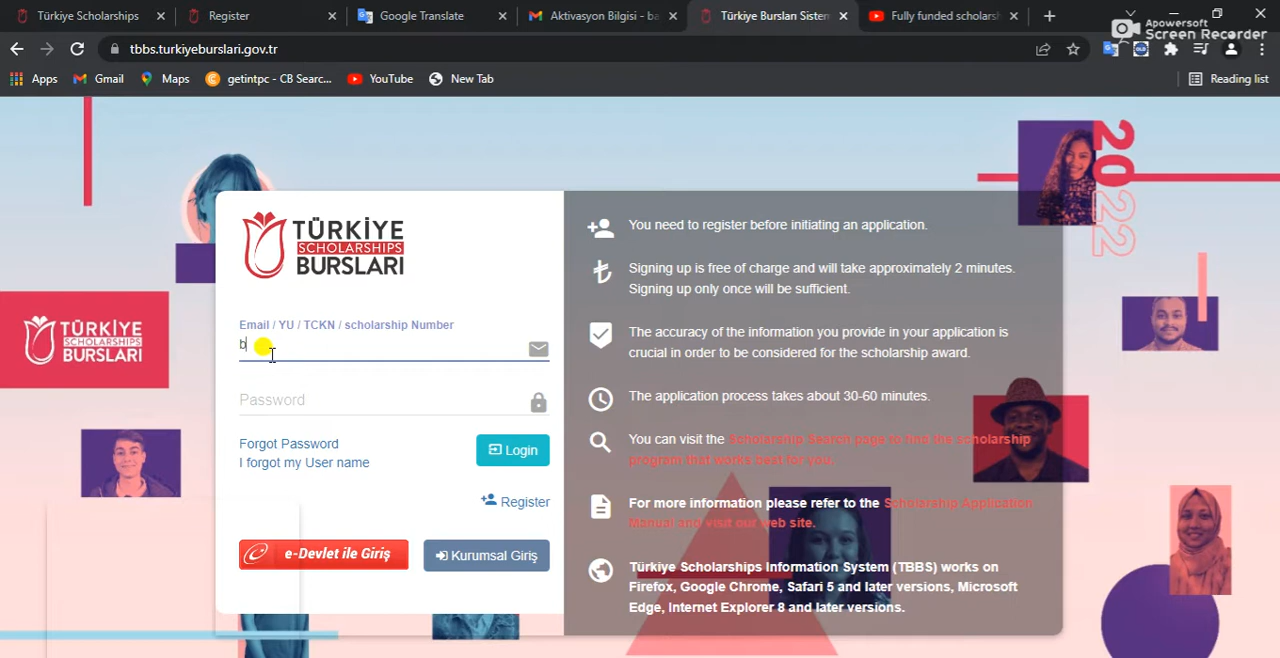 Türkiye Scholarships
Register
Google Translate
Aktivasyon Bilgisi - ba
Türkiye Bursları Sistem
Fully funded scholarsh
Apowersoft
Screen Recorder
tbbs.turkiyeburslari.gov.tr
Apps
Gmail
Maps
getintpc - CB Searc...
YouTube
New Tab
Reading list
2022
TÜRKİYE
SCHOLARSHIPS
BURSLARI
TÜRKİYE
BURSLARI
Email / YU / TCKN / scholarship Number
b
Password
Forgot Password
I forgot my User name
Login
Register
e-Devlet ile Giriş
Kurumsal Giriş
You need to register before initiating an application.
Signing up is free of charge and will take approximately 2 minutes.
Signing up only once will be sufficient.
The accuracy of the information you provide in your application is
crucial in order to be considered for the scholarship award.
The application process takes about 30-60 minutes.
You can visit the Scholarship Search page to find the scholarship
program that works best for you.
For more information please refer to the Scholarship Application
Manual and visit our web site.
Türkiye Scholarships Information System (TBBS) works on
Firefox, Google Chrome, Safari 5 and later versions, Microsoft
Edge, Internet Explorer 8 and later versions.